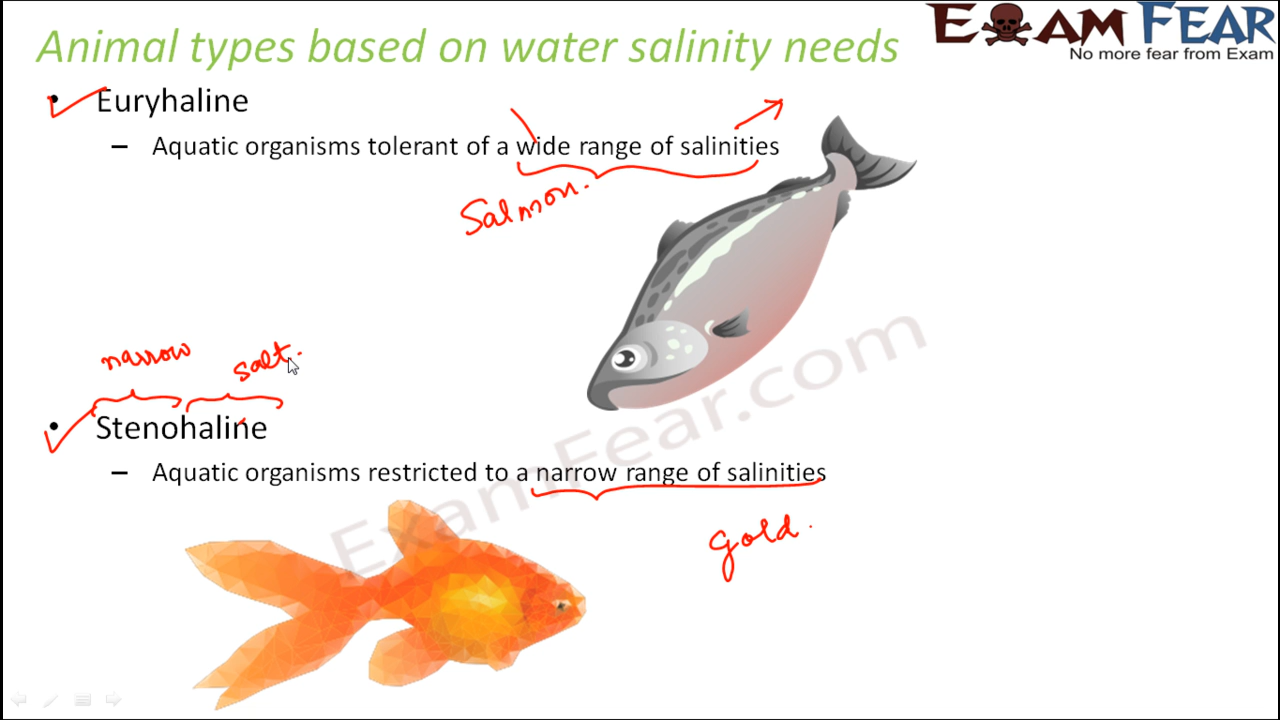 Animal types based on water salinity needs
EXAM FEAR
No more fear from Exam
• Euryhaline
– Aquatic organisms tolerant of a wide range of salinities
Salmon.
narrow salt.
• Stenohaline
– Aquatic organisms restricted to a narrow range of salinities
gold.
ExamFear.com